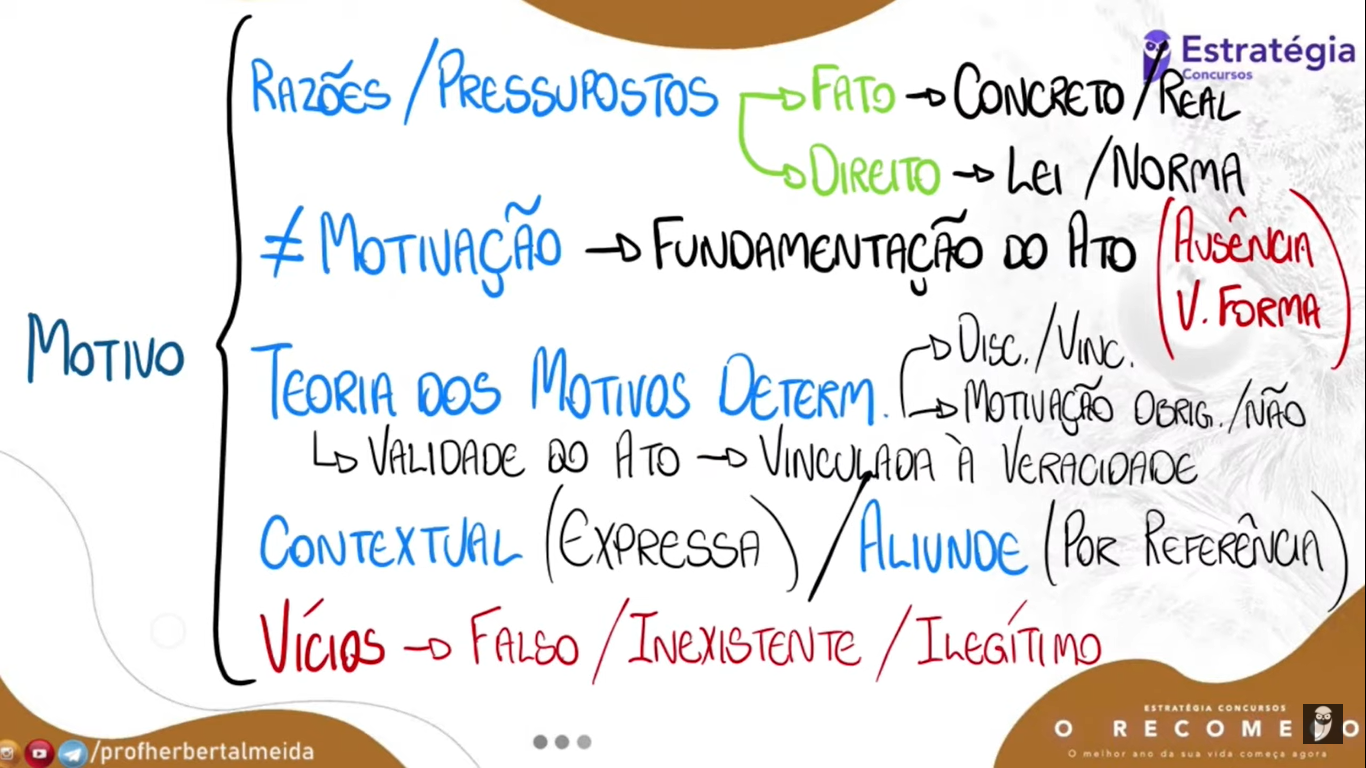 Estratégia
Concursos
MOTIVO
RAZÕES / PRESSUPOSTOS
FATO → CONCRETO / REAL
DIREITO → LEI / NORMA
≠ MOTIVAÇÃO → FUNDAMENTAÇÃO DO ATO (AUSÊNCIA
V. FORMA)
TEORIA DOS MOTIVOS DETERM.
→ DISC. / VINC.
→ MOTIVAÇÃO OBRIG. / NÃO
↳ VALIDADE DO ATO → VINCULADA À VERACIDADE
CONTEXTUAL (EXPRESSA) / ALIUNDE (POR REFERÊNCIA)
VÍCIOS → FALSO / INEXISTENTE / ILEGÍTIMO
/profherbertalmeida
ESTRATÉGIA CONCURSOS
O RECOMEÇO
O melhor ano da sua vida começa agora